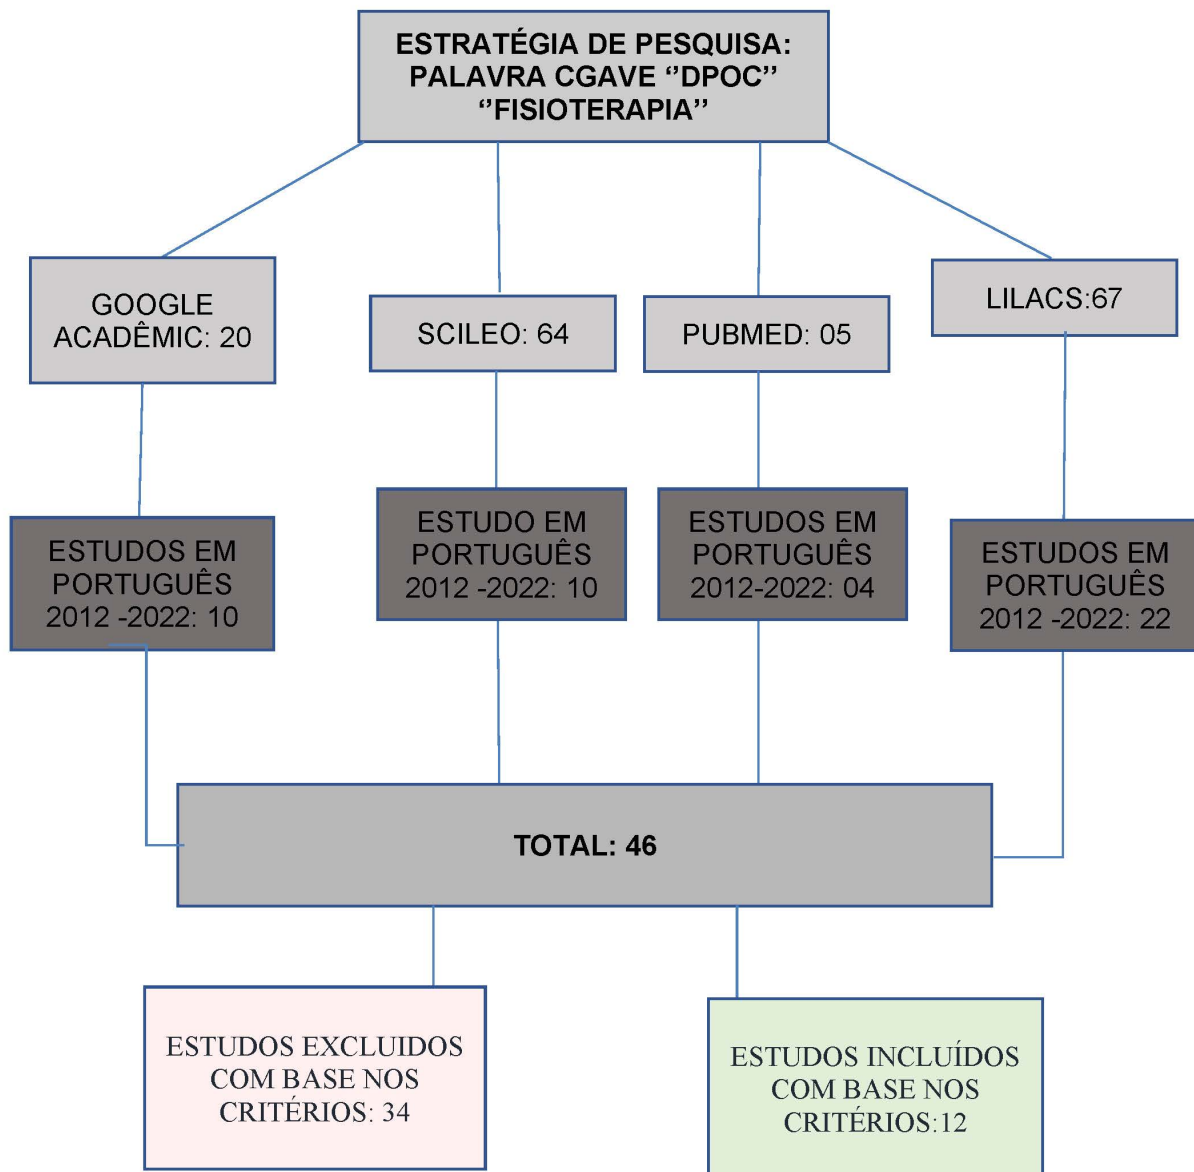 ESTRATÉGIA DE PESQUISA:
PALAVRA CGAVE ‘’DPOC’’
‘’FISIOTERAPIA’’
GOOGLE
ACADÊMIC: 20
SCILEO: 64
PUBMED: 05
LILACS:67
ESTUDOS EM
PORTUGUÊS
2012 -2022: 10
ESTUDO EM
PORTUGUÊS
2012 -2022: 10
ESTUDOS EM
PORTUGUÊS
2012-2022: 04
ESTUDOS EM
PORTUGUÊS
2012 -2022: 22
TOTAL: 46
ESTUDOS EXCLUIDOS
COM BASE NOS
CRITÉRIOS: 34
ESTUDOS INCLUÍDOS
COM BASE NOS
CRITÉRIOS:12